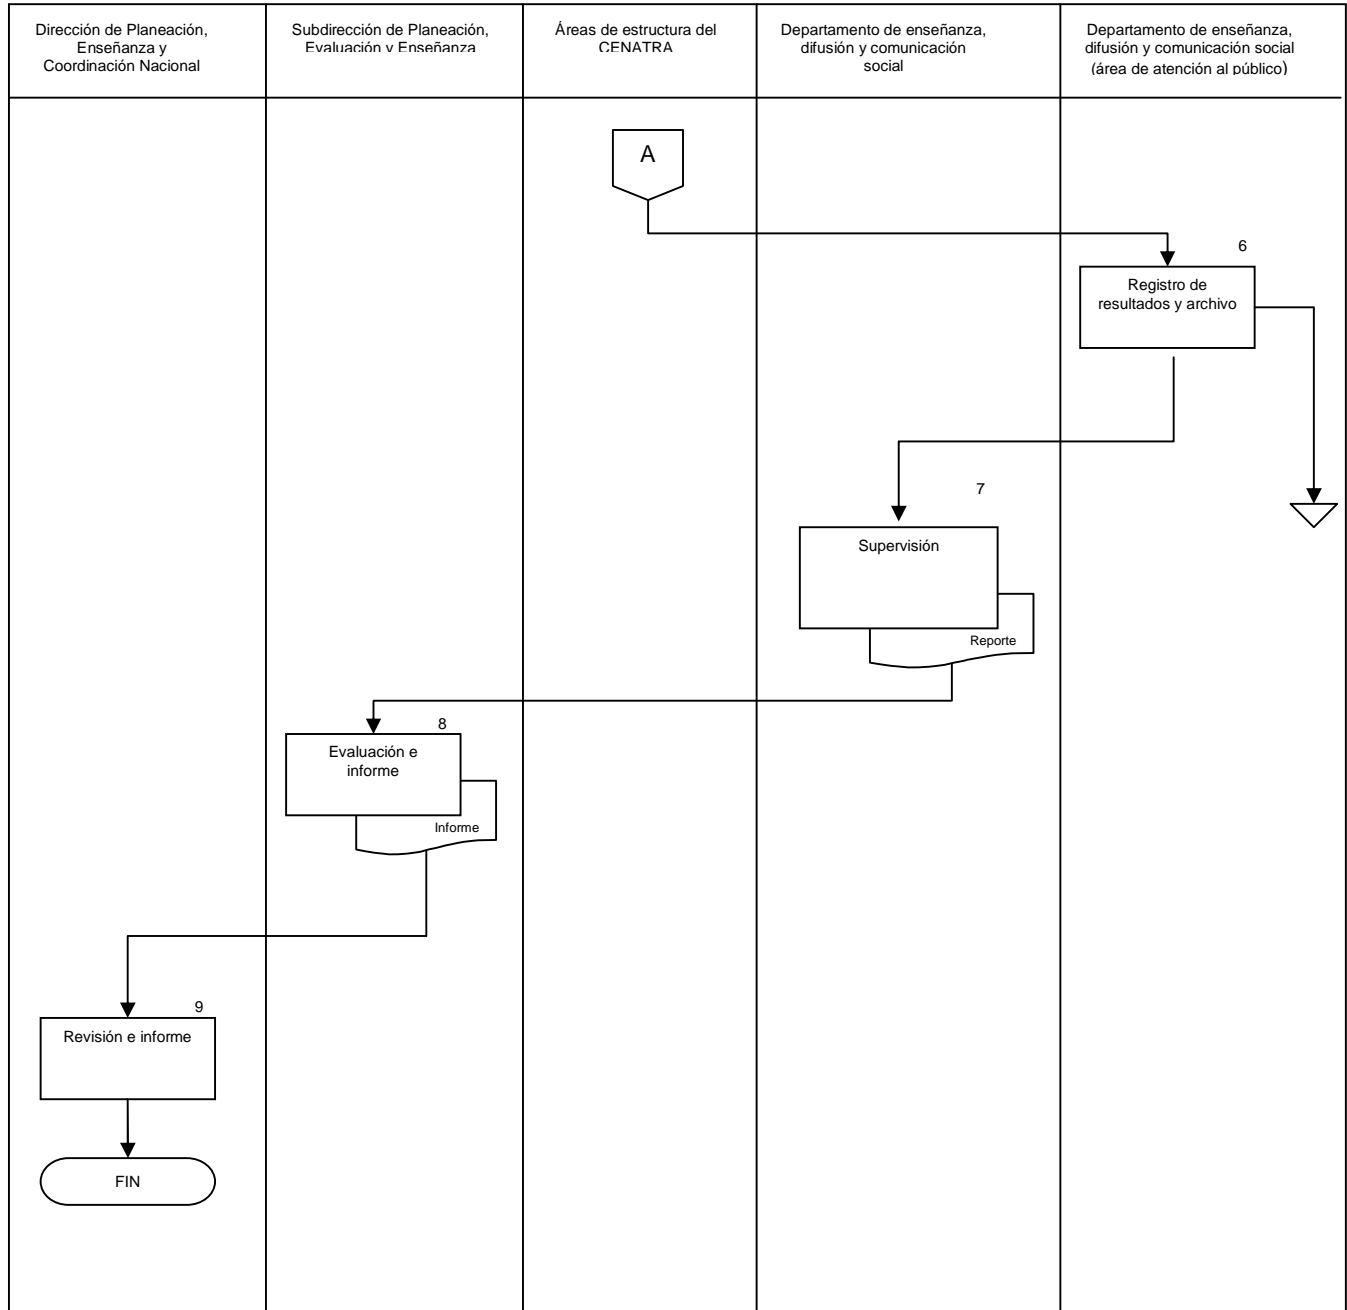 Dirección de Planeación,
Enseñanza y
Coordinación Nacional
Subdirección de Planeación,
Evaluación y Enseñanza
Áreas de estructura del
CENATRA
Departamento de enseñanza,
difusión y comunicación
social
Departamento de enseñanza,
difusión y comunicación social
(área de atención al público)
A
6
Registro de
resultados y archivo
7
Supervisión
Reporte
8
Evaluación e
informe
Informe
9
Revisión e informe
FIN